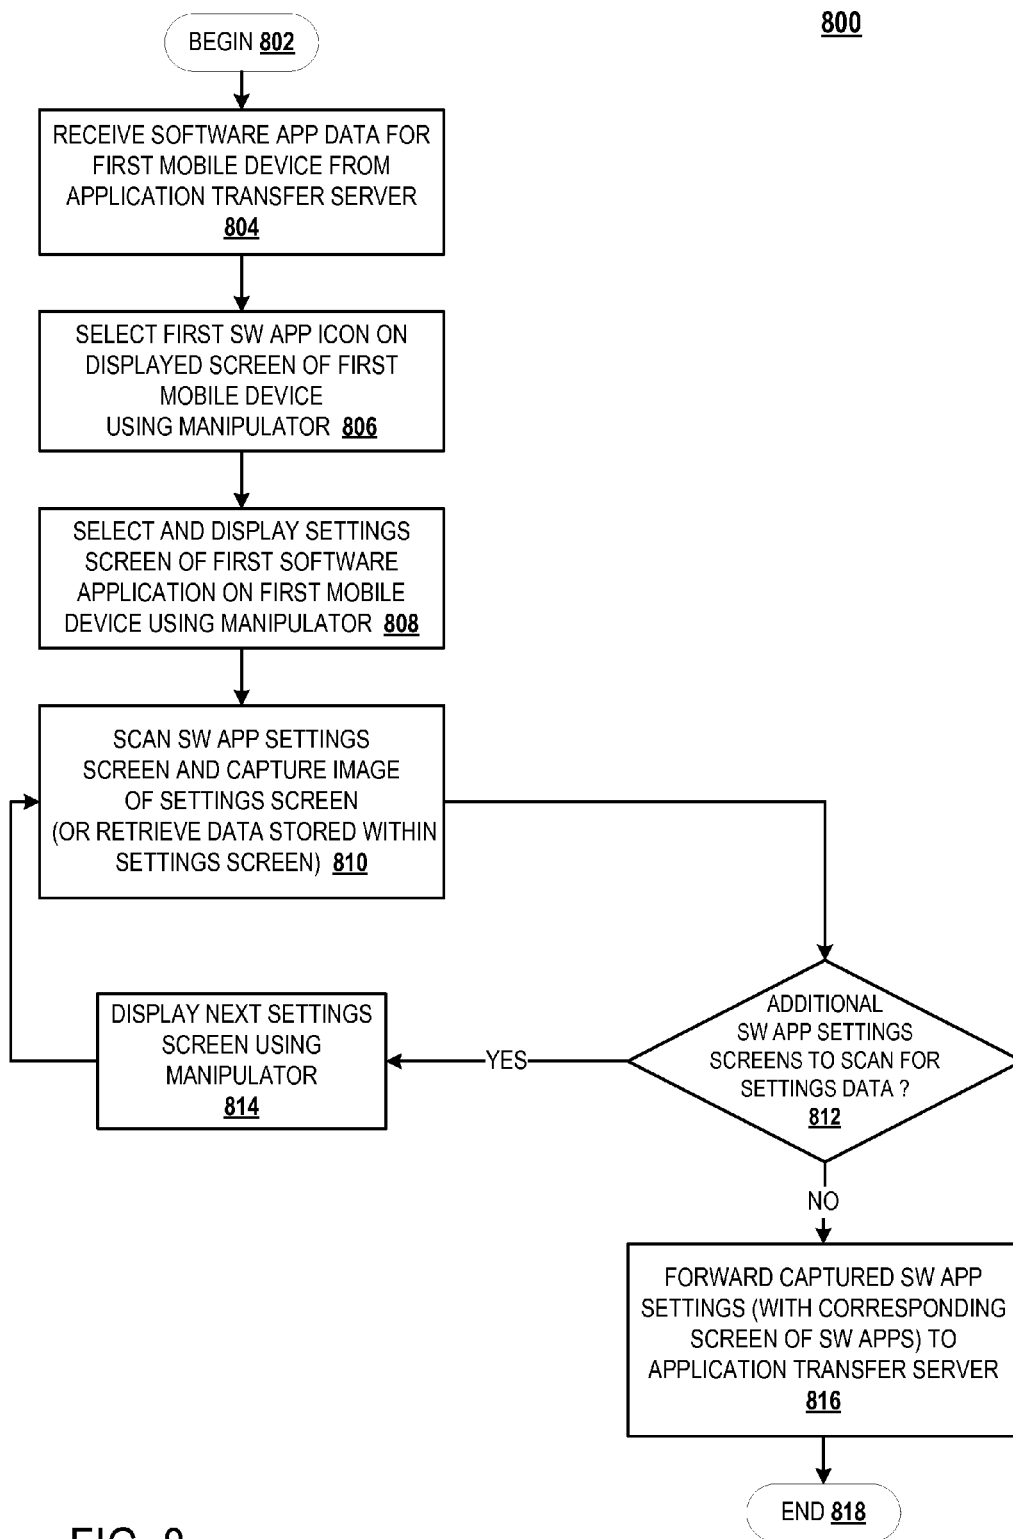 800
BEGIN 802
RECEIVE SOFTWARE APP DATA FOR
FIRST MOBILE DEVICE FROM
APPLICATION TRANSFER SERVER
804
SELECT FIRST SW APP ICON ON
DISPLAYED SCREEN OF FIRST
MOBILE DEVICE
USING MANIPULATOR 806
SELECT AND DISPLAY SETTINGS
SCREEN OF FIRST SOFTWARE
APPLICATION ON FIRST MOBILE
DEVICE USING MANIPULATOR 808
SCAN SW APP SETTINGS
SCREEN AND CAPTURE IMAGE
OF SETTINGS SCREEN
(OR RETRIEVE DATA STORED WITHIN
SETTINGS SCREEN) 810
ADDITIONAL
SW APP SETTINGS
SCREENS TO SCAN FOR
SETTINGS DATA ?
812
YES
DISPLAY NEXT SETTINGS
SCREEN USING
MANIPULATOR
814
NO
FORWARD CAPTURED SW APP
SETTINGS (WITH CORRESPONDING
SCREEN OF SW APPS) TO
APPLICATION TRANSFER SERVER
816
END 818
FIG.